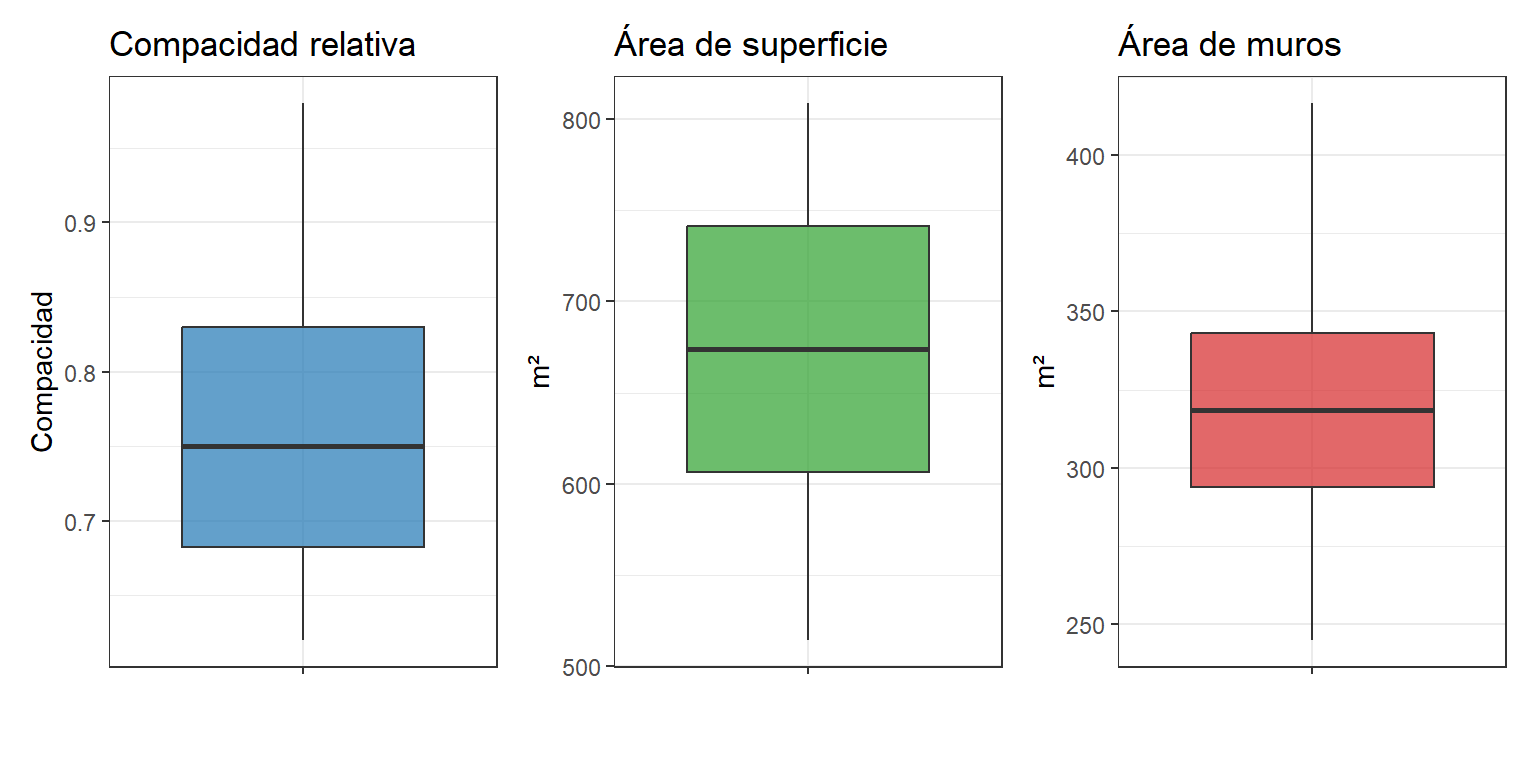 Compacidad relativa
Compacidad
0.9
0.8
0.7
Área de superficie
m²
800
700
600
500
Área de muros
m²
400
350
300
250